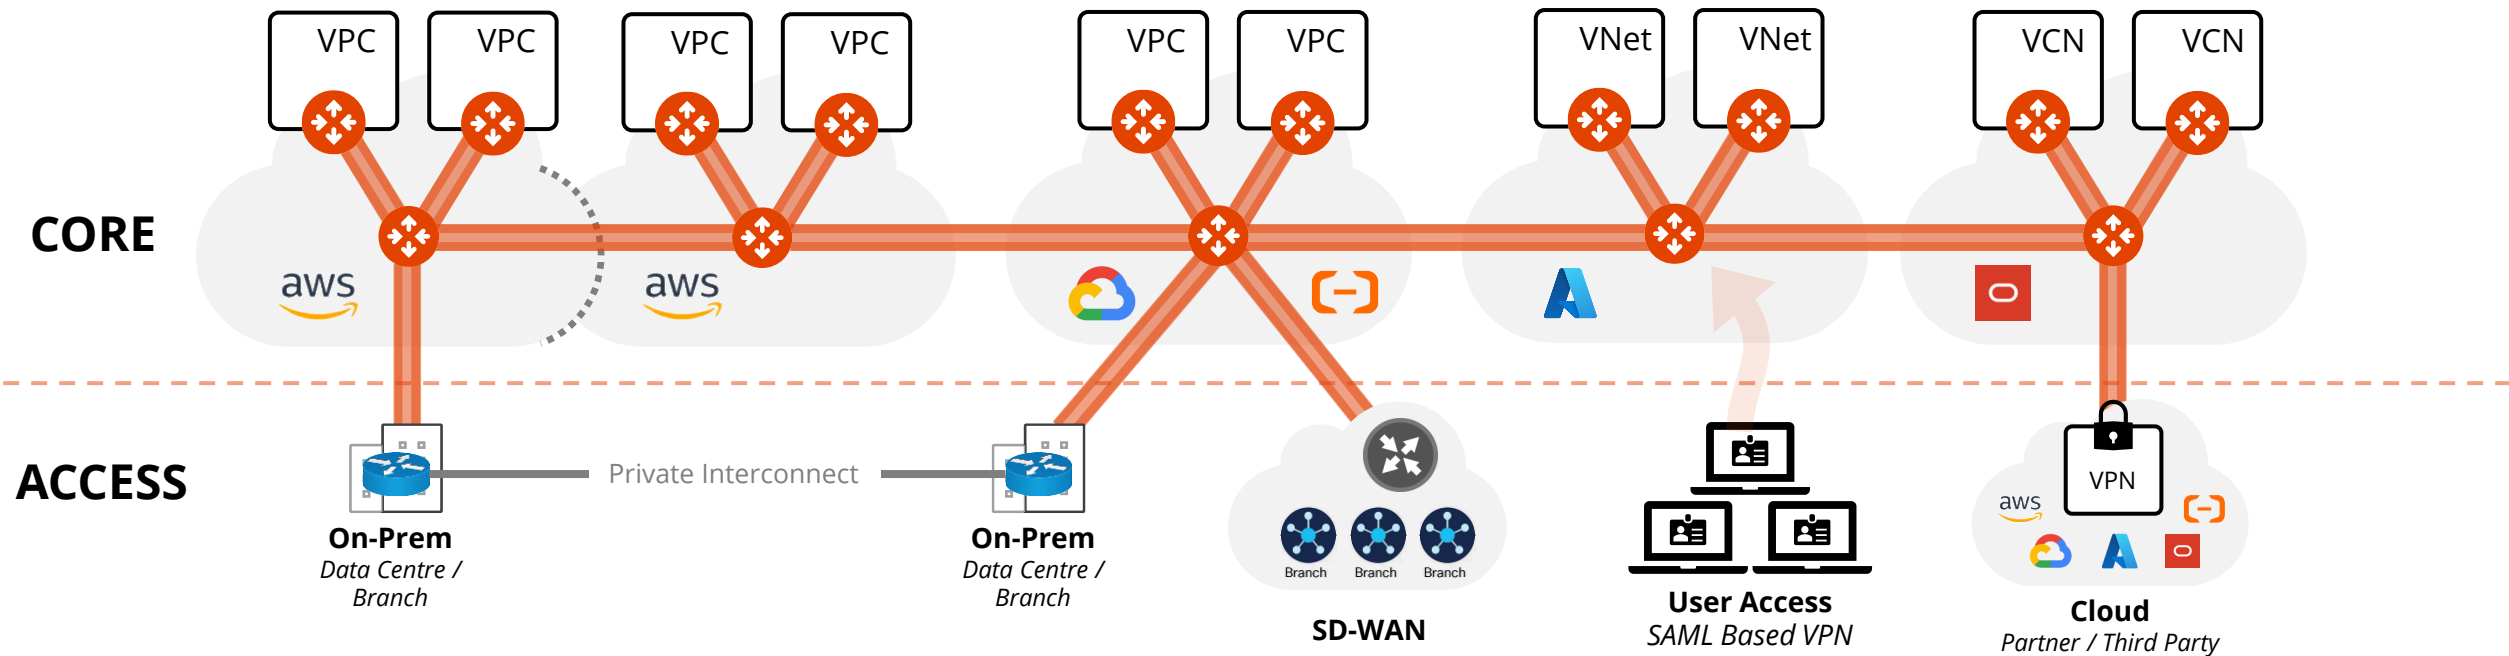 VPC
VPC
VPC
VPC
VPC
VPC
VNet
VNet
VCN
VCN
CORE
aws
aws
ACCESS
Private Interconnect
On-Prem
Data Centre /
Branch
On-Prem
Data Centre /
Branch
Branch
Branch
Branch
SD-WAN
User Access
SAML Based VPN
VPN
aws
Cloud
Partner / Third Party